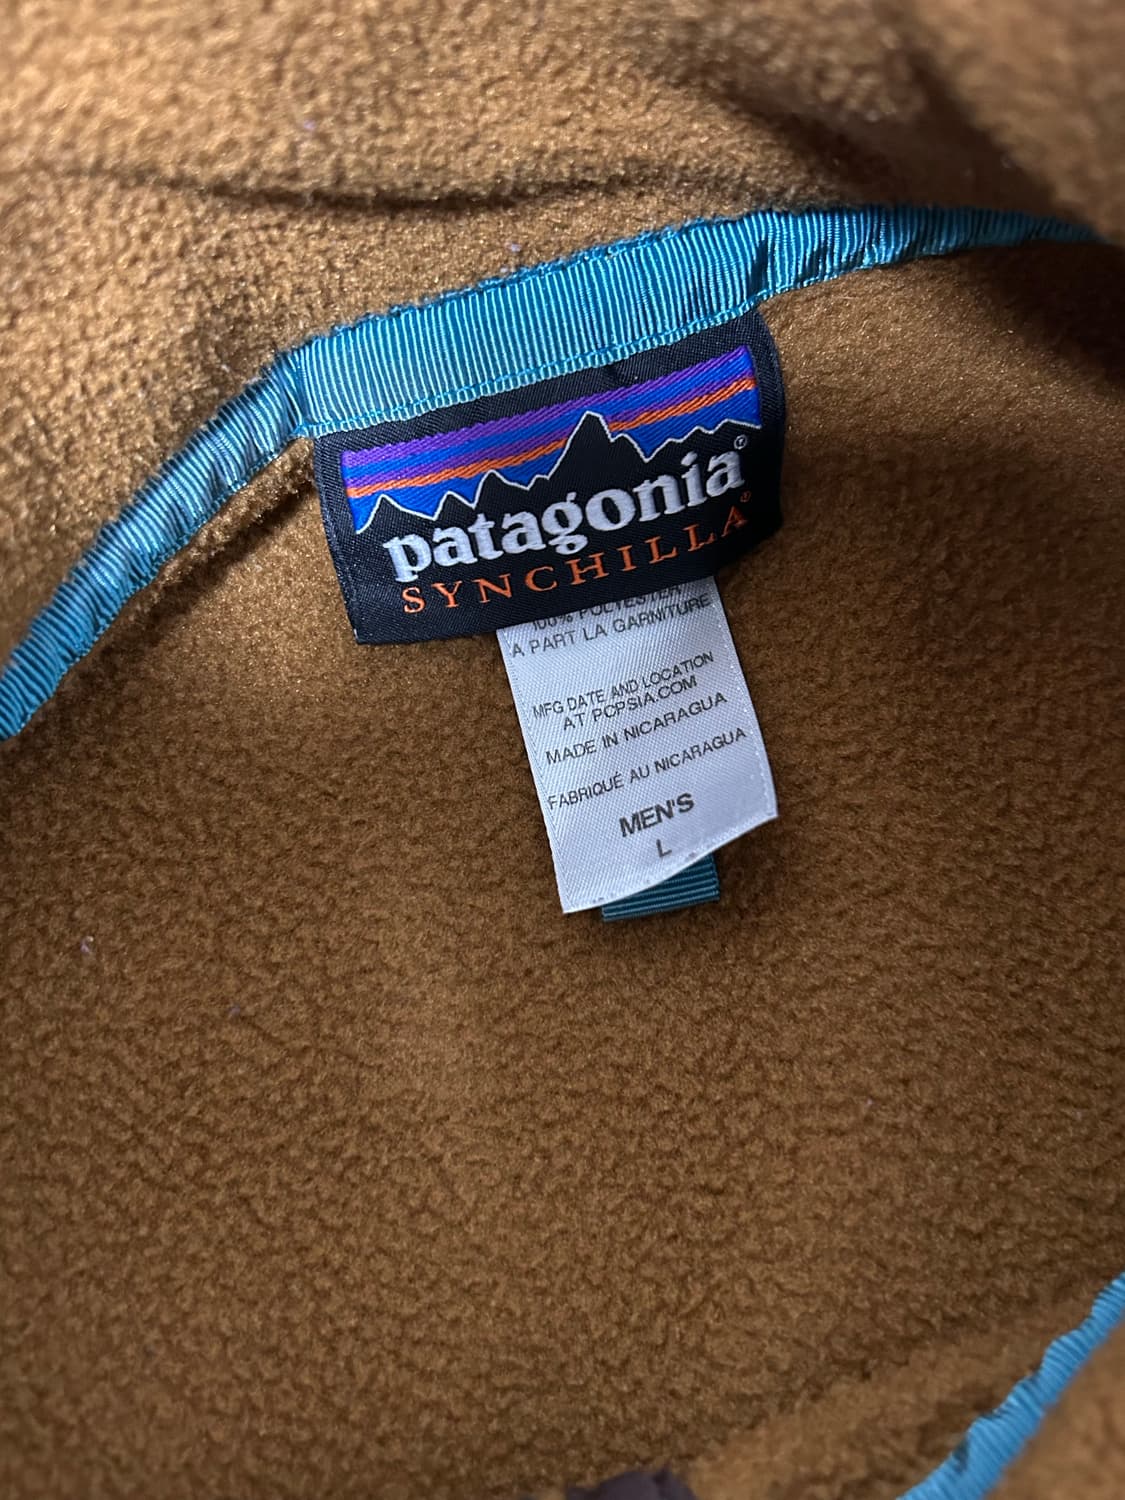 patagonia®
SYNCHILLA®
100% POLYESTER
A PART LA GARNITURE
MFG DATE AND LOCATION
AT PCPSIA.COM
MADE IN NICARAGUA
FABRIQUÉ AU NICARAGUA
MEN'S
L